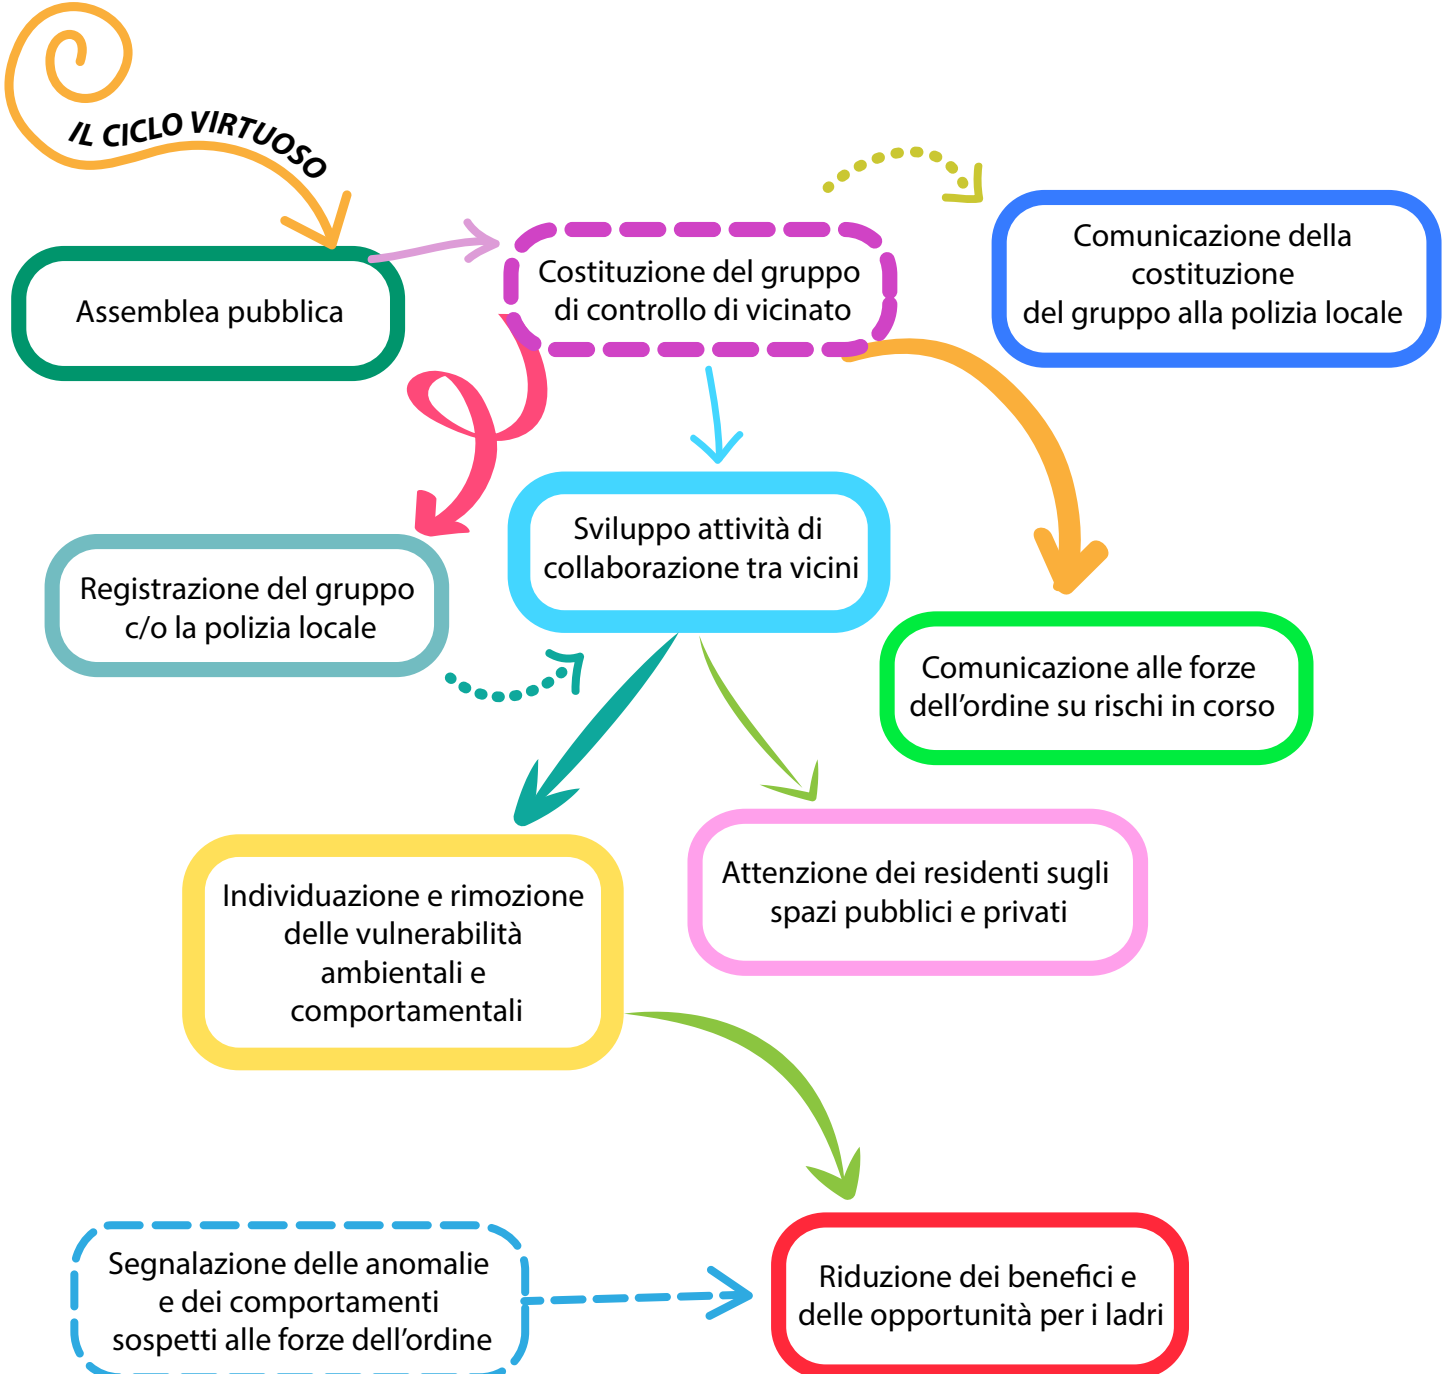 IL CICLO VIRTUOSO
Assemblea pubblica
Costituzione del gruppo
di controllo di vicinato
Comunicazione della
costituzione
del gruppo alla polizia locale
Registrazione del gruppo
c/o la polizia locale
Sviluppo attività di
collaborazione tra vicini
Comunicazione alle forze
dell’ordine su rischi in corso
Individuazione e rimozione
delle vulnerabilità
ambientali e
comportamentali
Attenzione dei residenti sugli
spazi pubblici e privati
Segnalazione delle anomalie
e dei comportamenti
sospetti alle forze dell’ordine
Riduzione dei benefici e
delle opportunità per i ladri